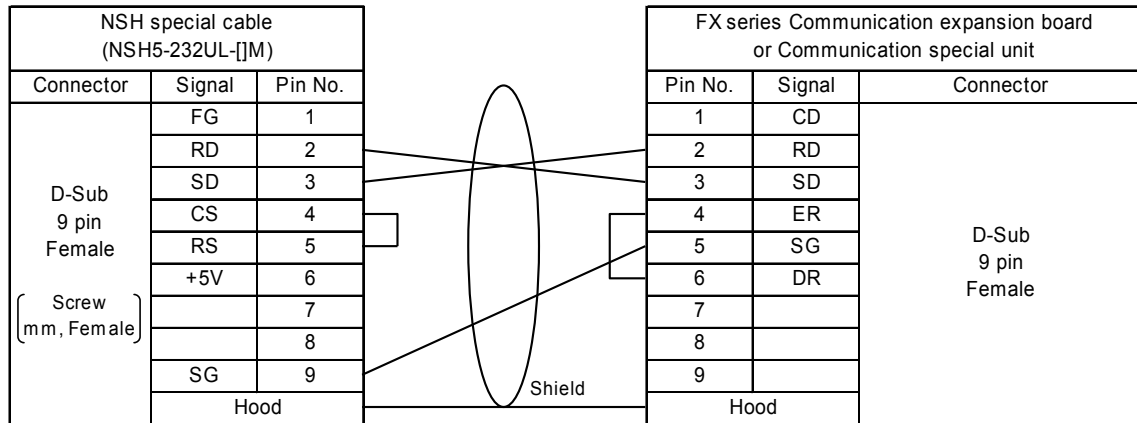 NSH special cable
(NSH5-232UL-[]M)
Connector Signal Pin No.
D-Sub
9 pin
Female
Screw
mm, Female
FG 1
RD 2
SD 3
CS 4
RS 5
+5V 6
7
8
SG 9
Hood
Shield
FX series Communication expansion board
or Communication special unit
Pin No. Signal Connector
1 CD
2 RD
3 SD
4 ER
5 SG
6 DR
7
8
9
Hood
D-Sub
9 pin
Female